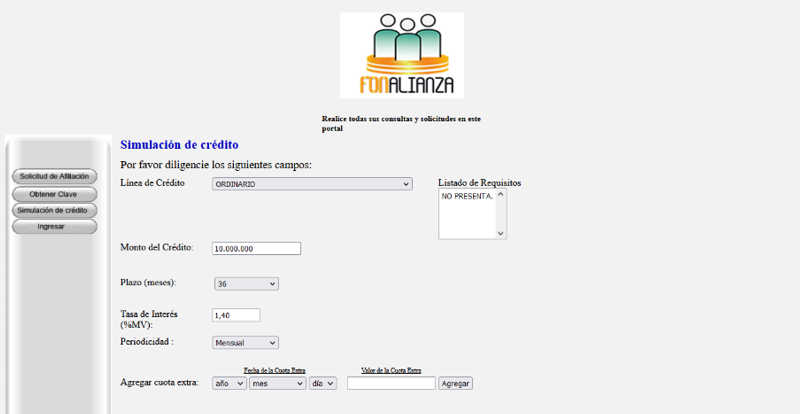 FONALIANZA
Realice todas sus consultas y solicitudes en este
portal
Solicitud de Afiliación
Obtener Clave
Simulación de crédito
Ingresar
Simulación de crédito
Por favor diligencie los siguientes campos:
Línea de Crédito
ORDINARIO
Listado de Requisitos
NO PRESENTA.
Monto del Crédito:
10.000.000
Plazo (meses):
36
Tasa de Interés
(%MV):
1,40
Periodicidad :
Mensual
Fecha de la Cuota Extra
Valor de la Cuota Extra
Agregar cuota extra:
año
mes
día
Agregar